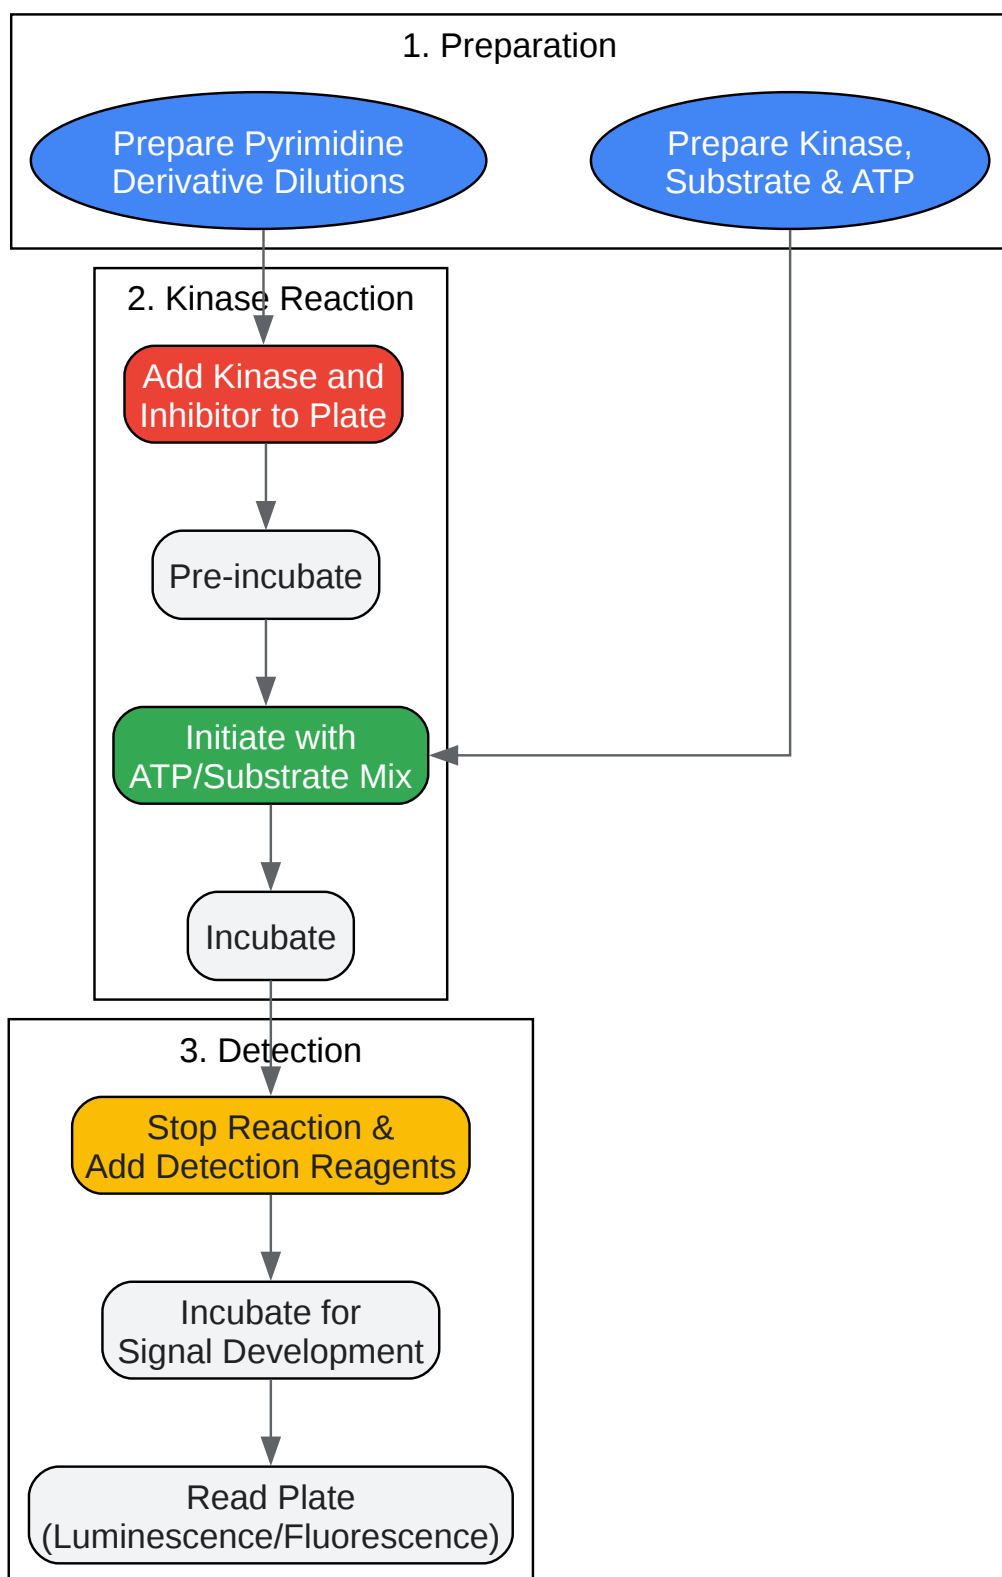 1. Preparation
Prepare Pyrimidine
Derivative Dilutions
Prepare Kinase,
Substrate & ATP
2. Kinase Reaction
Add Kinase and
Inhibitor to Plate
Pre-incubate
Initiate with
ATP/Substrate Mix
Incubate
3. Detection
Stop Reaction &
Add Detection Reagents
Incubate for
Signal Development
Read Plate
(Luminescence/Fluorescence)